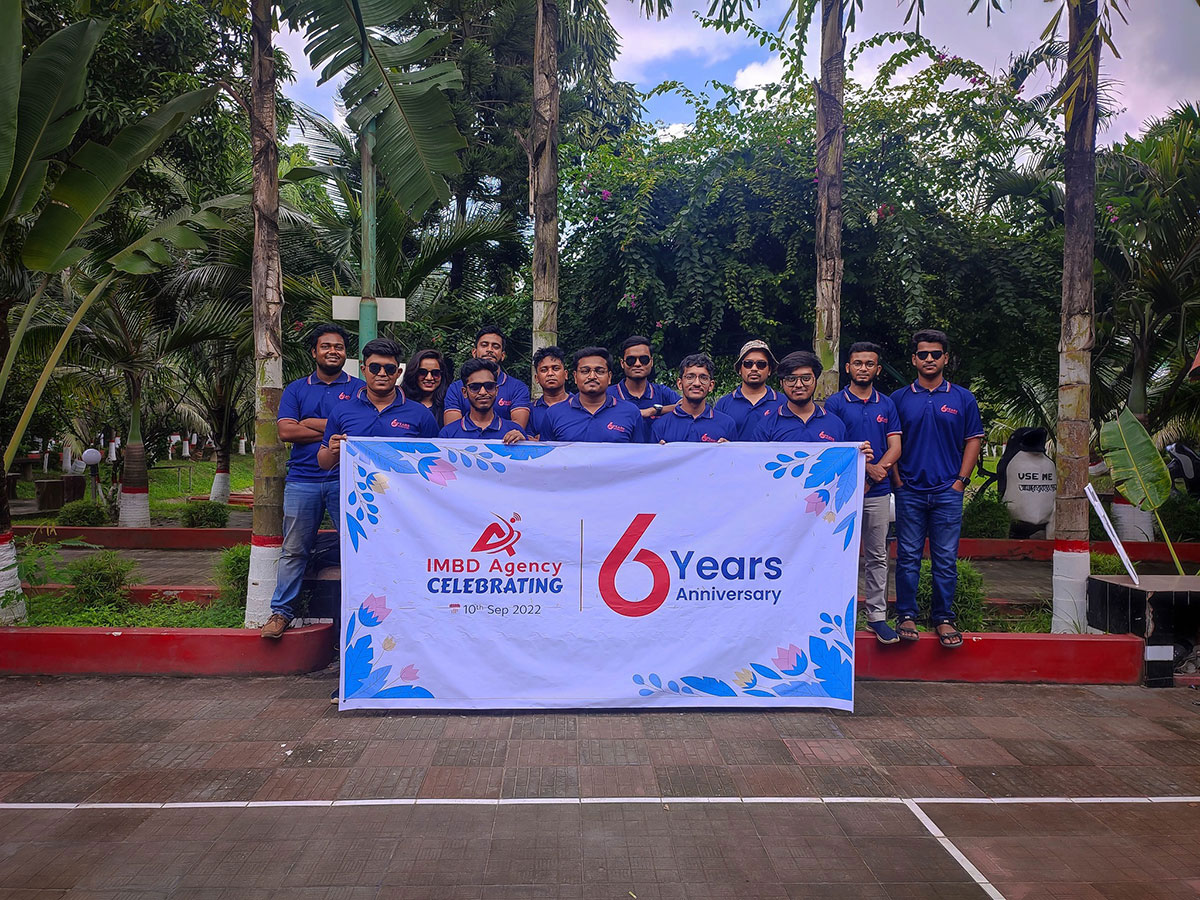 IMBD Agency
CELEBRATING
10th Sep 2022
6 Years
Anniversary
USE ME